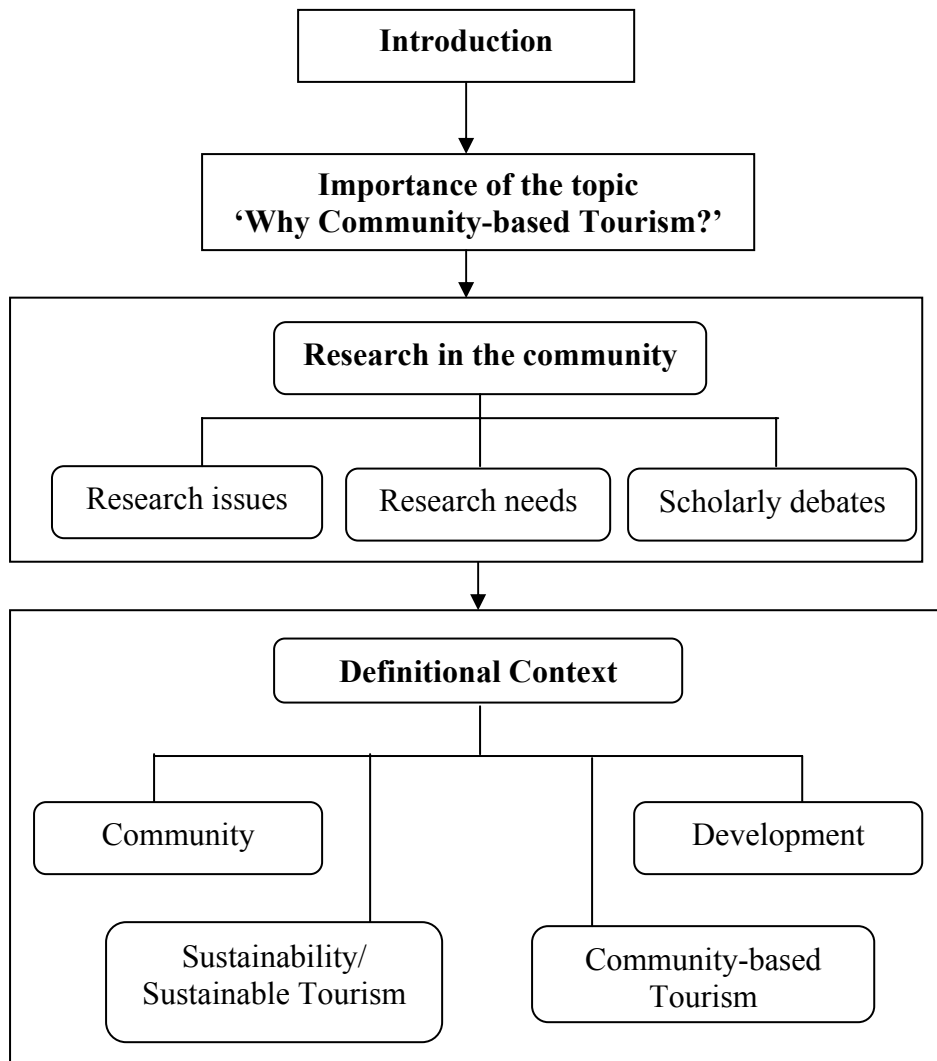 Introduction
Importance of the topic
‘Why Community-based Tourism?’
Research in the community
Research issues
Research needs
Scholarly debates
Definitional Context
Community
Development
Sustainability/
Sustainable Tourism
Community-based
Tourism